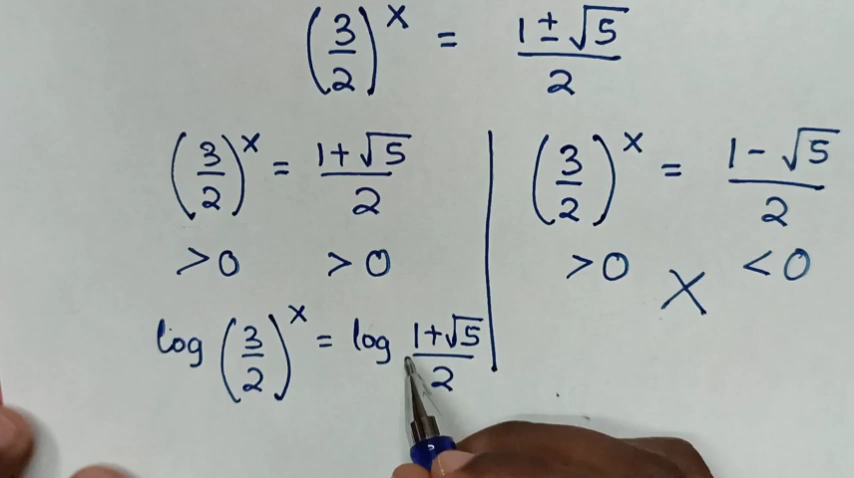 (3/2)^x = (1 ± √5)/2
(3/2)^x = (1 + √5)/2
> 0 > 0
log (3/2)^x = log (1 + √5)/2
(3/2)^x = (1 - √5)/2
> 0 X < 0